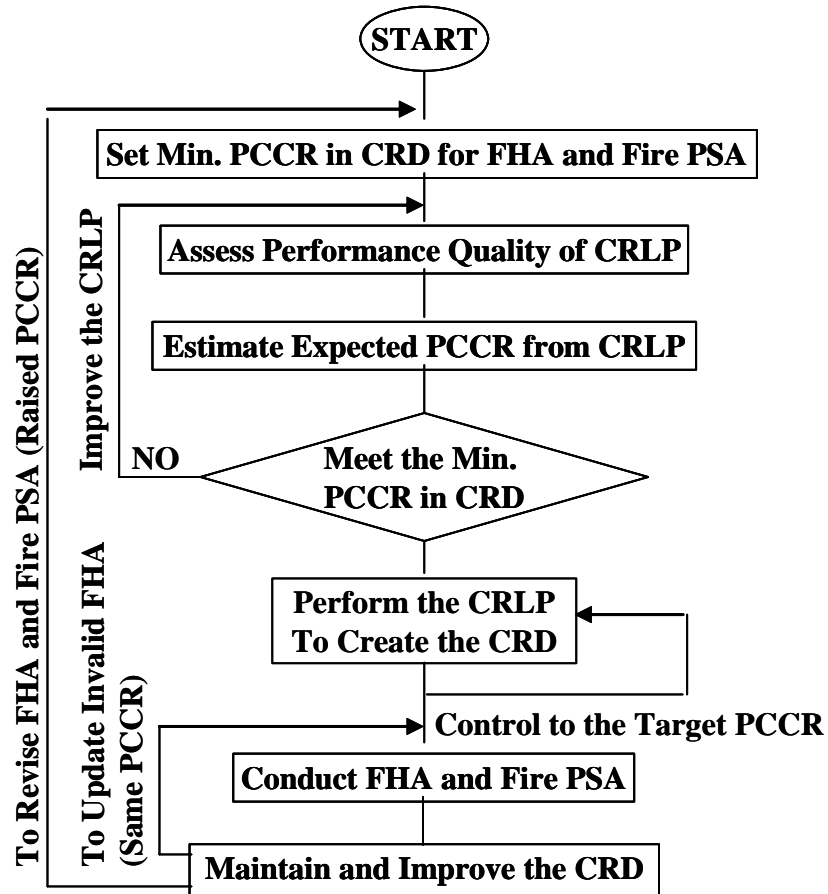 START
Set Min. PCCR in CRD for FHA and Fire PSA
Assess Performance Quality of CRLP
Estimate Expected PCCR from CRLP
Meet the Min.
PCCR in CRD
NO
Improve the CRLP
Perform the CRLP
To Create the CRD
Control to the Target PCCR
Conduct FHA and Fire PSA
Maintain and Improve the CRD
To Update Invalid FHA
(Same PCCR)
To Revise FHA and Fire PSA (Raised PCCR)